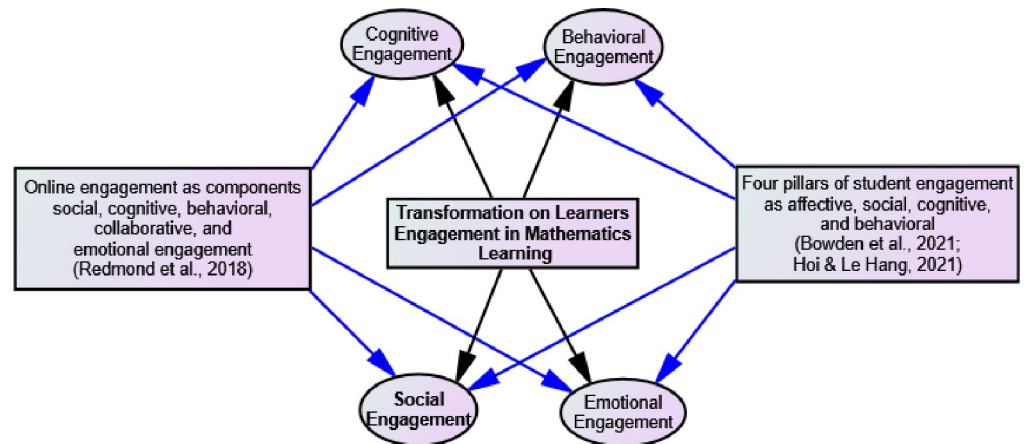 Cognitive
Engagement
Behavioral
Engagement
Online engagement as components
social, cognitive, behavioral,
collaborative, and
emotional engagement
(Redmond et al., 2018)
Transformation on Learners
Engagement in Mathematics
Learning
Four pillars of student engagement
as affective, social, cognitive,
and behavioral
(Bowden et al., 2021;
Hoi & Le Hang, 2021)
Social
Engagement
Emotional
Engagement